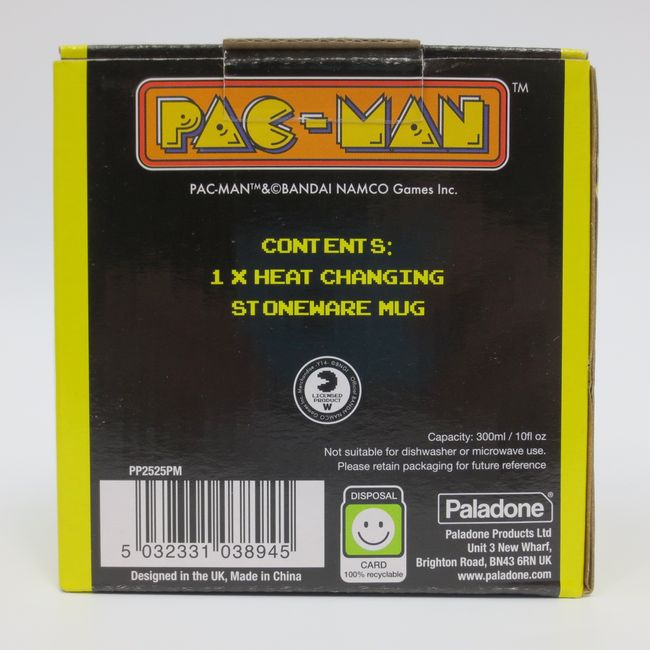 PAC-MAN™
PAC-MAN™&©BANDAI NAMCO Games Inc.
CONTENTS:
1 X HEAT CHANGING
STONEWARE MUG
LICENSED
PRODUCT
W
Capacity: 300ml / 10fl oz
Not suitable for dishwasher or microwave use.
Please retain packaging for future reference
PP2525PM
5 032331 038945
Designed in the UK, Made in China
DISPOSAL
CARD
100% recyclable
Paladone®
Paladone Products Ltd
Unit 3 New Wharf,
Brighton Road, BN43 6RN UK
www.paladone.com